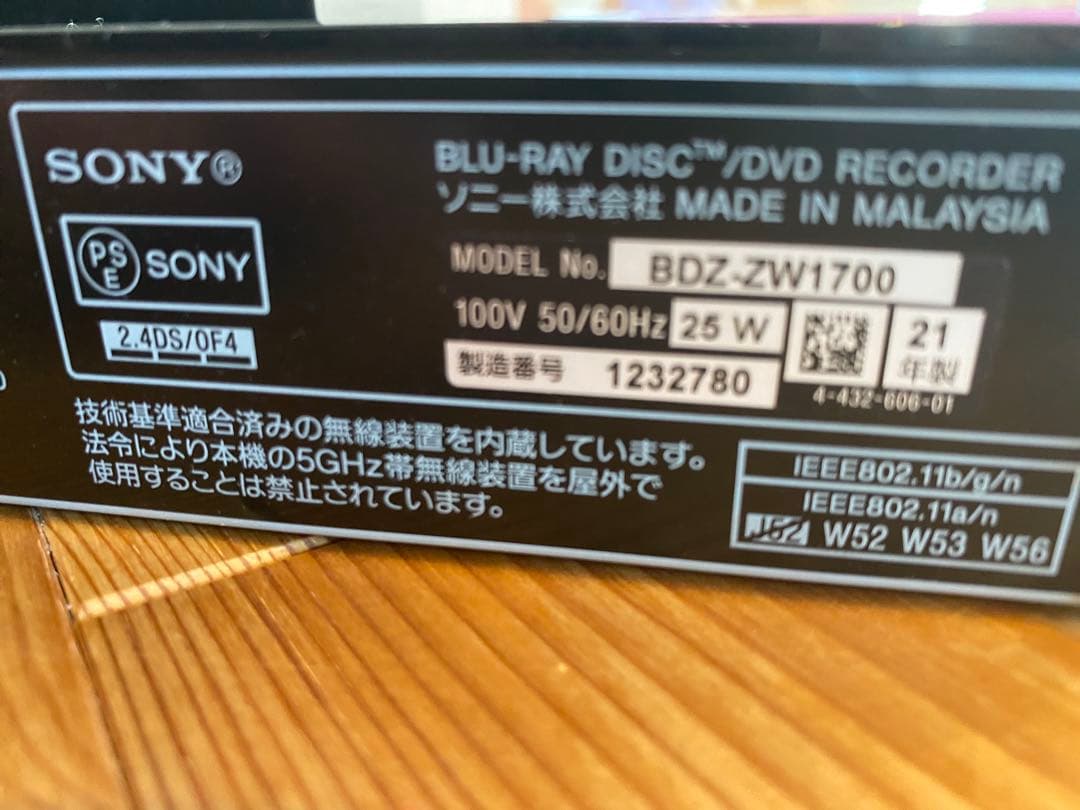 SONY®
BLU-RAY DISC™/DVD RECORDER
ソニー株式会社 MADE IN MALAYSIA
PSE SONY
MODEL No. BDZ-ZW1700
100V 50/60Hz 25 W
21年製
2.4DS/OF4
製造番号 1232780
4-432-606-01
技術基準適合済みの無線装置を内蔵しています。
法令により本機の5GHz帯無線装置を屋外で
使用することは禁止されています。
IEEE802.11b/g/n
IEEE802.11a/n
J52 W52 W53 W56